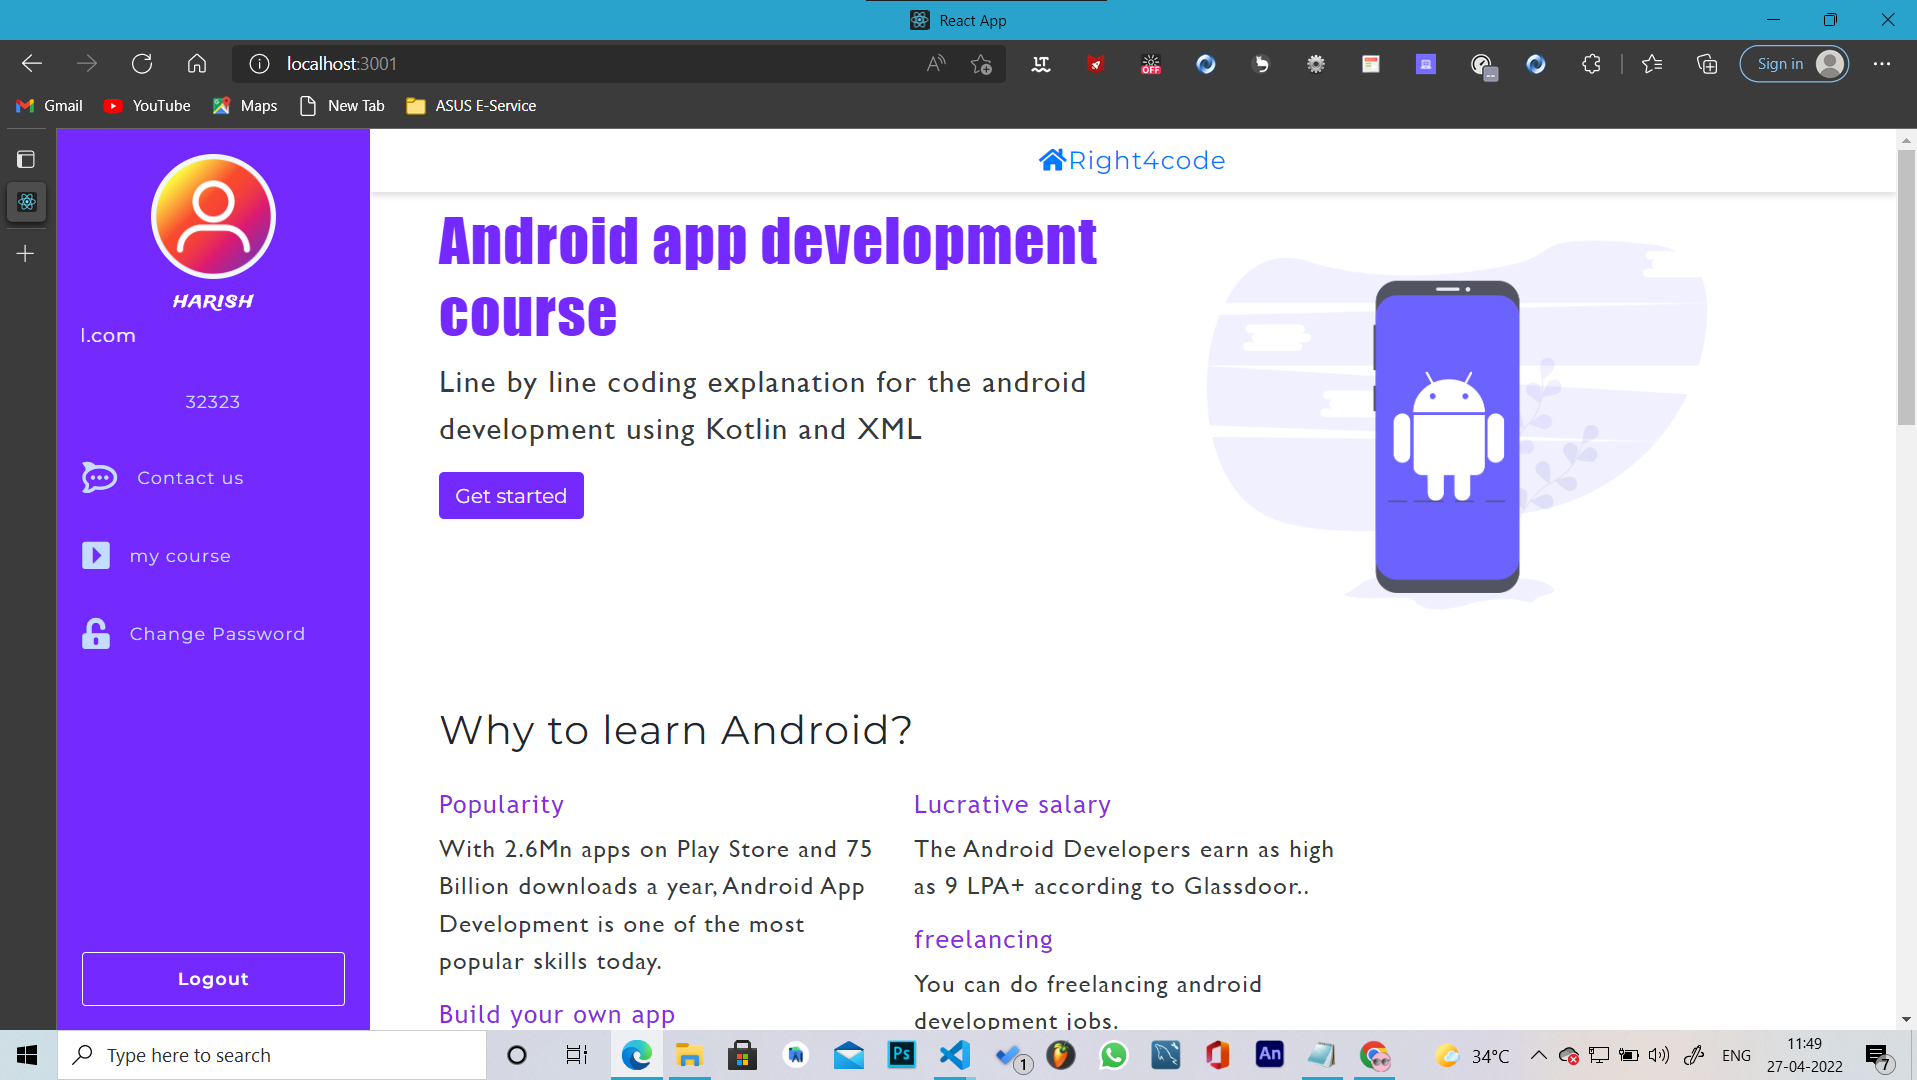 React App
localhost:3001
OFF
Sign in
Gmail
YouTube
Maps
New Tab
ASUS E-Service
HARISH
l.com
32323
Contact us
my course
Change Password
Logout
Right4code
Android app development
course
Line by line coding explanation for the android
development using Kotlin and XML
Get started
Why to learn Android?
Popularity
With 2.6Mn apps on Play Store and 75
Billion downloads a year, Android App
Development is one of the most
popular skills today.
Build your own app
Lucrative salary
The Android Developers earn as high
as 9 LPA+ according to Glassdoor..
freelancing
You can do freelancing android
development jobs.
Type here to search
Ps
1
An
34°C
ENG
11:49
27-04-2022
7